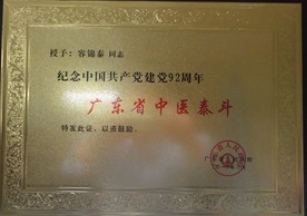 授予：容锦泰 同志
纪念中国共产党建党92周年
广东省中医泰斗
特发此证，以资鼓励。